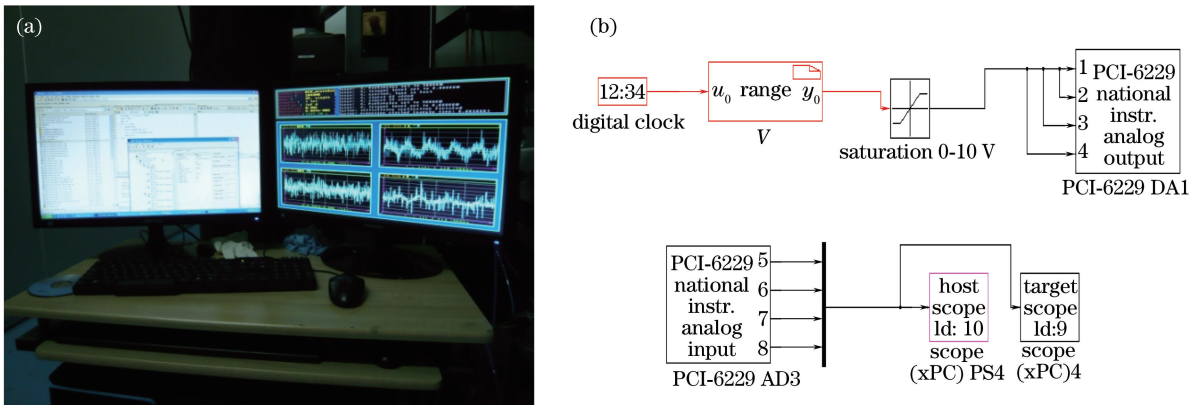 (a)
(b)
12:34
digital clock
u0 range y0
V
saturation 0-10 V
1
2
3
4
PCI-6229
national
instr.
analog
output
PCI-6229 DA1
PCI-6229
national
instr.
analog
input
5
6
7
8
PCI-6229 AD3
host
scope
ld: 10
scope
(xPC) PS4
target
scope
ld:9
scope
(xPC)4